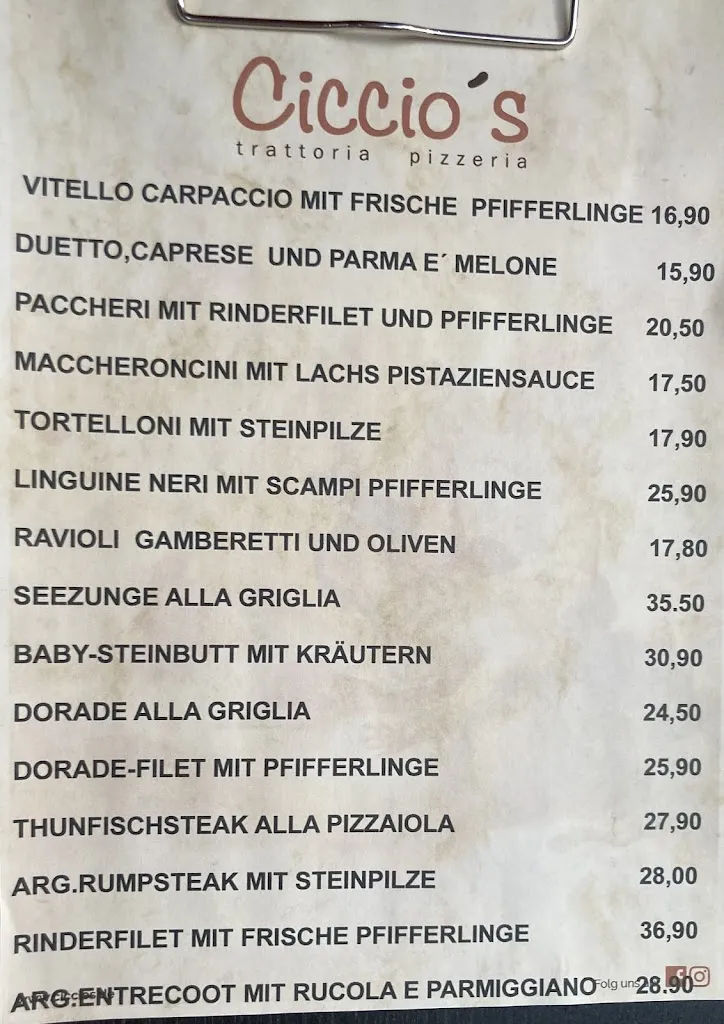 Ciccio´s
trattoria pizzeria
VITELLO CARPACCIO MIT FRISCHE PFIFFERLINGE 16,90
DUETTO,CAPRESE UND PARMA E´ MELONE 15,90
PACCHERI MIT RINDERFILET UND PFIFFERLINGE 20,50
MACCHERONCINI MIT LACHS PISTAZIENSAUCE 17,50
TORTELLONI MIT STEINPILZE 17,90
LINGUINE NERI MIT SCAMPI PFIFFERLINGE 25,90
RAVIOLI GAMBERETTI UND OLIVEN 17,80
SEEZUNGE ALLA GRIGLIA 35.50
BABY-STEINBUTT MIT KRÄUTERN 30,90
DORADE ALLA GRIGLIA 24,50
DORADE-FILET MIT PFIFFERLINGE 25,90
THUNFISCHSTEAK ALLA PIZZAIOLA 27,90
ARG.RUMPSTEAK MIT STEINPILZE 28,00
RINDERFILET MIT FRISCHE PFIFFERLINGE 36,90
ARG.ENTRECOOT MIT RUCOLA E PARMIGGIANO 28.90
Folg uns